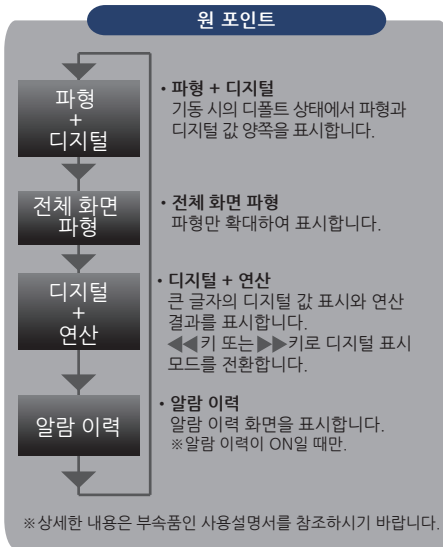 원 포인트
파형
+
디지털
• 파형 + 디지털
기동 시의 디폴트 상태에서 파형과
디지털 값 양쪽을 표시합니다.
전체 화면
파형
• 전체 화면 파형
파형만 확대하여 표시합니다.
디지털
+
연산
• 디지털 + 연산
큰 글자의 디지털 값 표시와 연산
결과를 표시합니다.
◀◀키 또는▶▶키로 디지털 표시
모드를 전환합니다.
알람 이력
• 알람 이력
알람 이력 화면을 표시합니다.
※알람 이력이 ON일 때만.
※상세한 내용은 부속품인 사용설명서를 참조하시기 바랍니다.